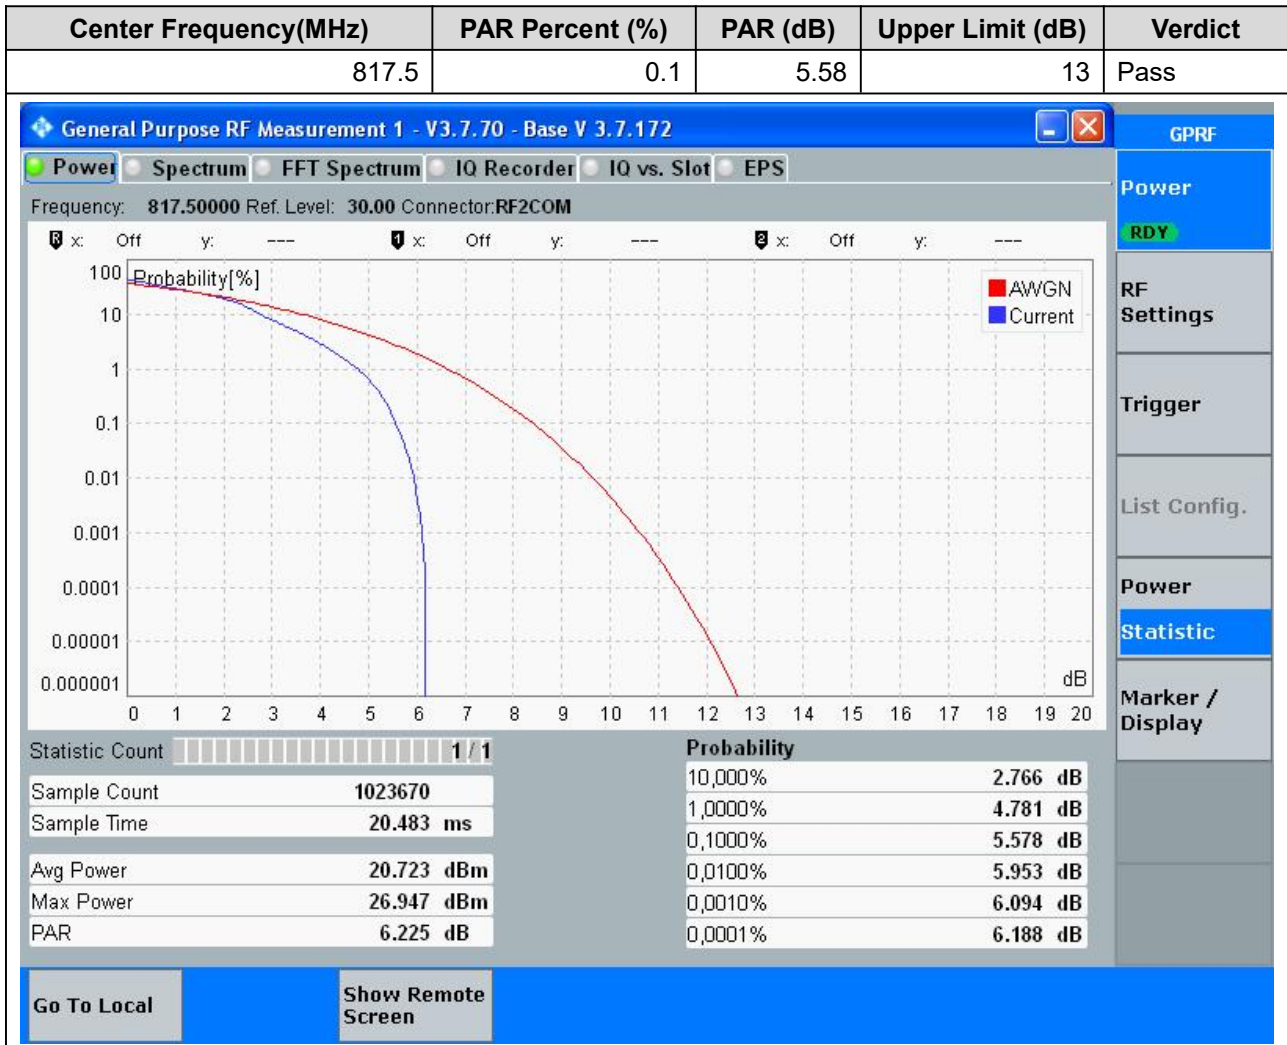 Center Frequency(MHz) PAR Percent (%) PAR (dB) Upper Limit (dB) Verdict
817.5 0.1 5.58 13 Pass
General Purpose RF Measurement 1 - V3.7.70 - Base V 3.7.172
GPRF
Power Spectrum FFT Spectrum IQ Recorder IQ vs. Slot EPS
Power
RDY
Frequency: 817.50000 Ref. Level: 30.00 Connector:RF2COM
R x: Off y: --- 1 x: Off y: --- 2 x: Off y: ---
Probability[%]
100
10
1
0.1
0.01
0.001
0.0001
0.00001
0.000001
AWGN
Current
dB
0 1 2 3 4 5 6 7 8 9 10 11 12 13 14 15 16 17 18 19 20
RF
Settings
Trigger
List Config.
Power
Statistic
Marker /
Display
Statistic Count 1 / 1
Sample Count 1023670
Sample Time 20.483 ms
Avg Power 20.723 dBm
Max Power 26.947 dBm
PAR 6.225 dB
Probability
10,000% 2.766 dB
1,0000% 4.781 dB
0,1000% 5.578 dB
0,0100% 5.953 dB
0,0010% 6.094 dB
0,0001% 6.188 dB
Go To Local
Show Remote
Screen